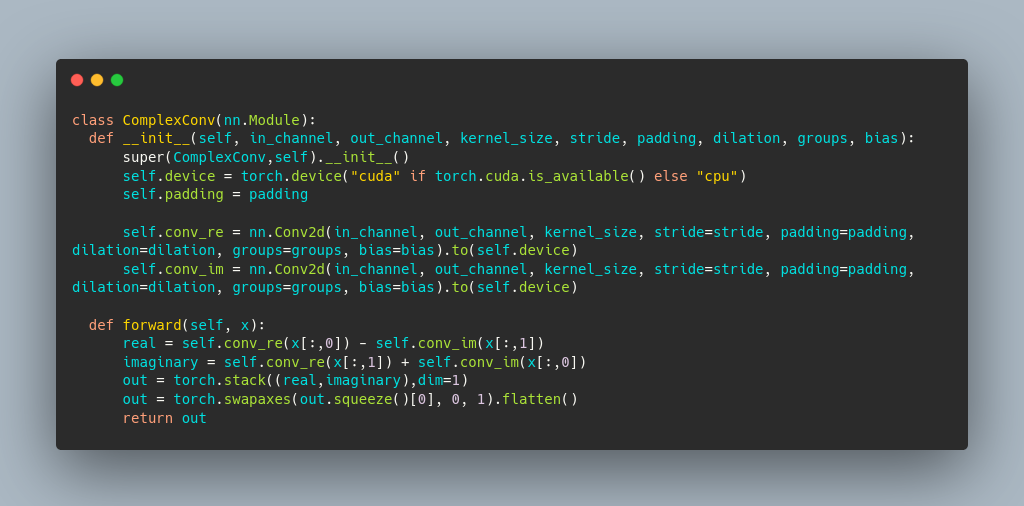 class ComplexConv(nn.Module):
  def __init__(self, in_channel, out_channel, kernel_size, stride, padding, dilation, groups, bias):
      super(ComplexConv,self).__init__()
      self.device = torch.device("cuda" if torch.cuda.is_available() else "cpu")
      self.padding = padding

      self.conv_re = nn.Conv2d(in_channel, out_channel, kernel_size, stride=stride, padding=padding,
dilation=dilation, groups=groups, bias=bias).to(self.device)
      self.conv_im = nn.Conv2d(in_channel, out_channel, kernel_size, stride=stride, padding=padding,
dilation=dilation, groups=groups, bias=bias).to(self.device)

  def forward(self, x):
      real = self.conv_re(x[:,0]) - self.conv_im(x[:,1])
      imaginary = self.conv_re(x[:,1]) + self.conv_im(x[:,0])
      out = torch.stack((real,imaginary),dim=1)
      out = torch.swapaxes(out.squeeze()[0], 0, 1).flatten()
      return out